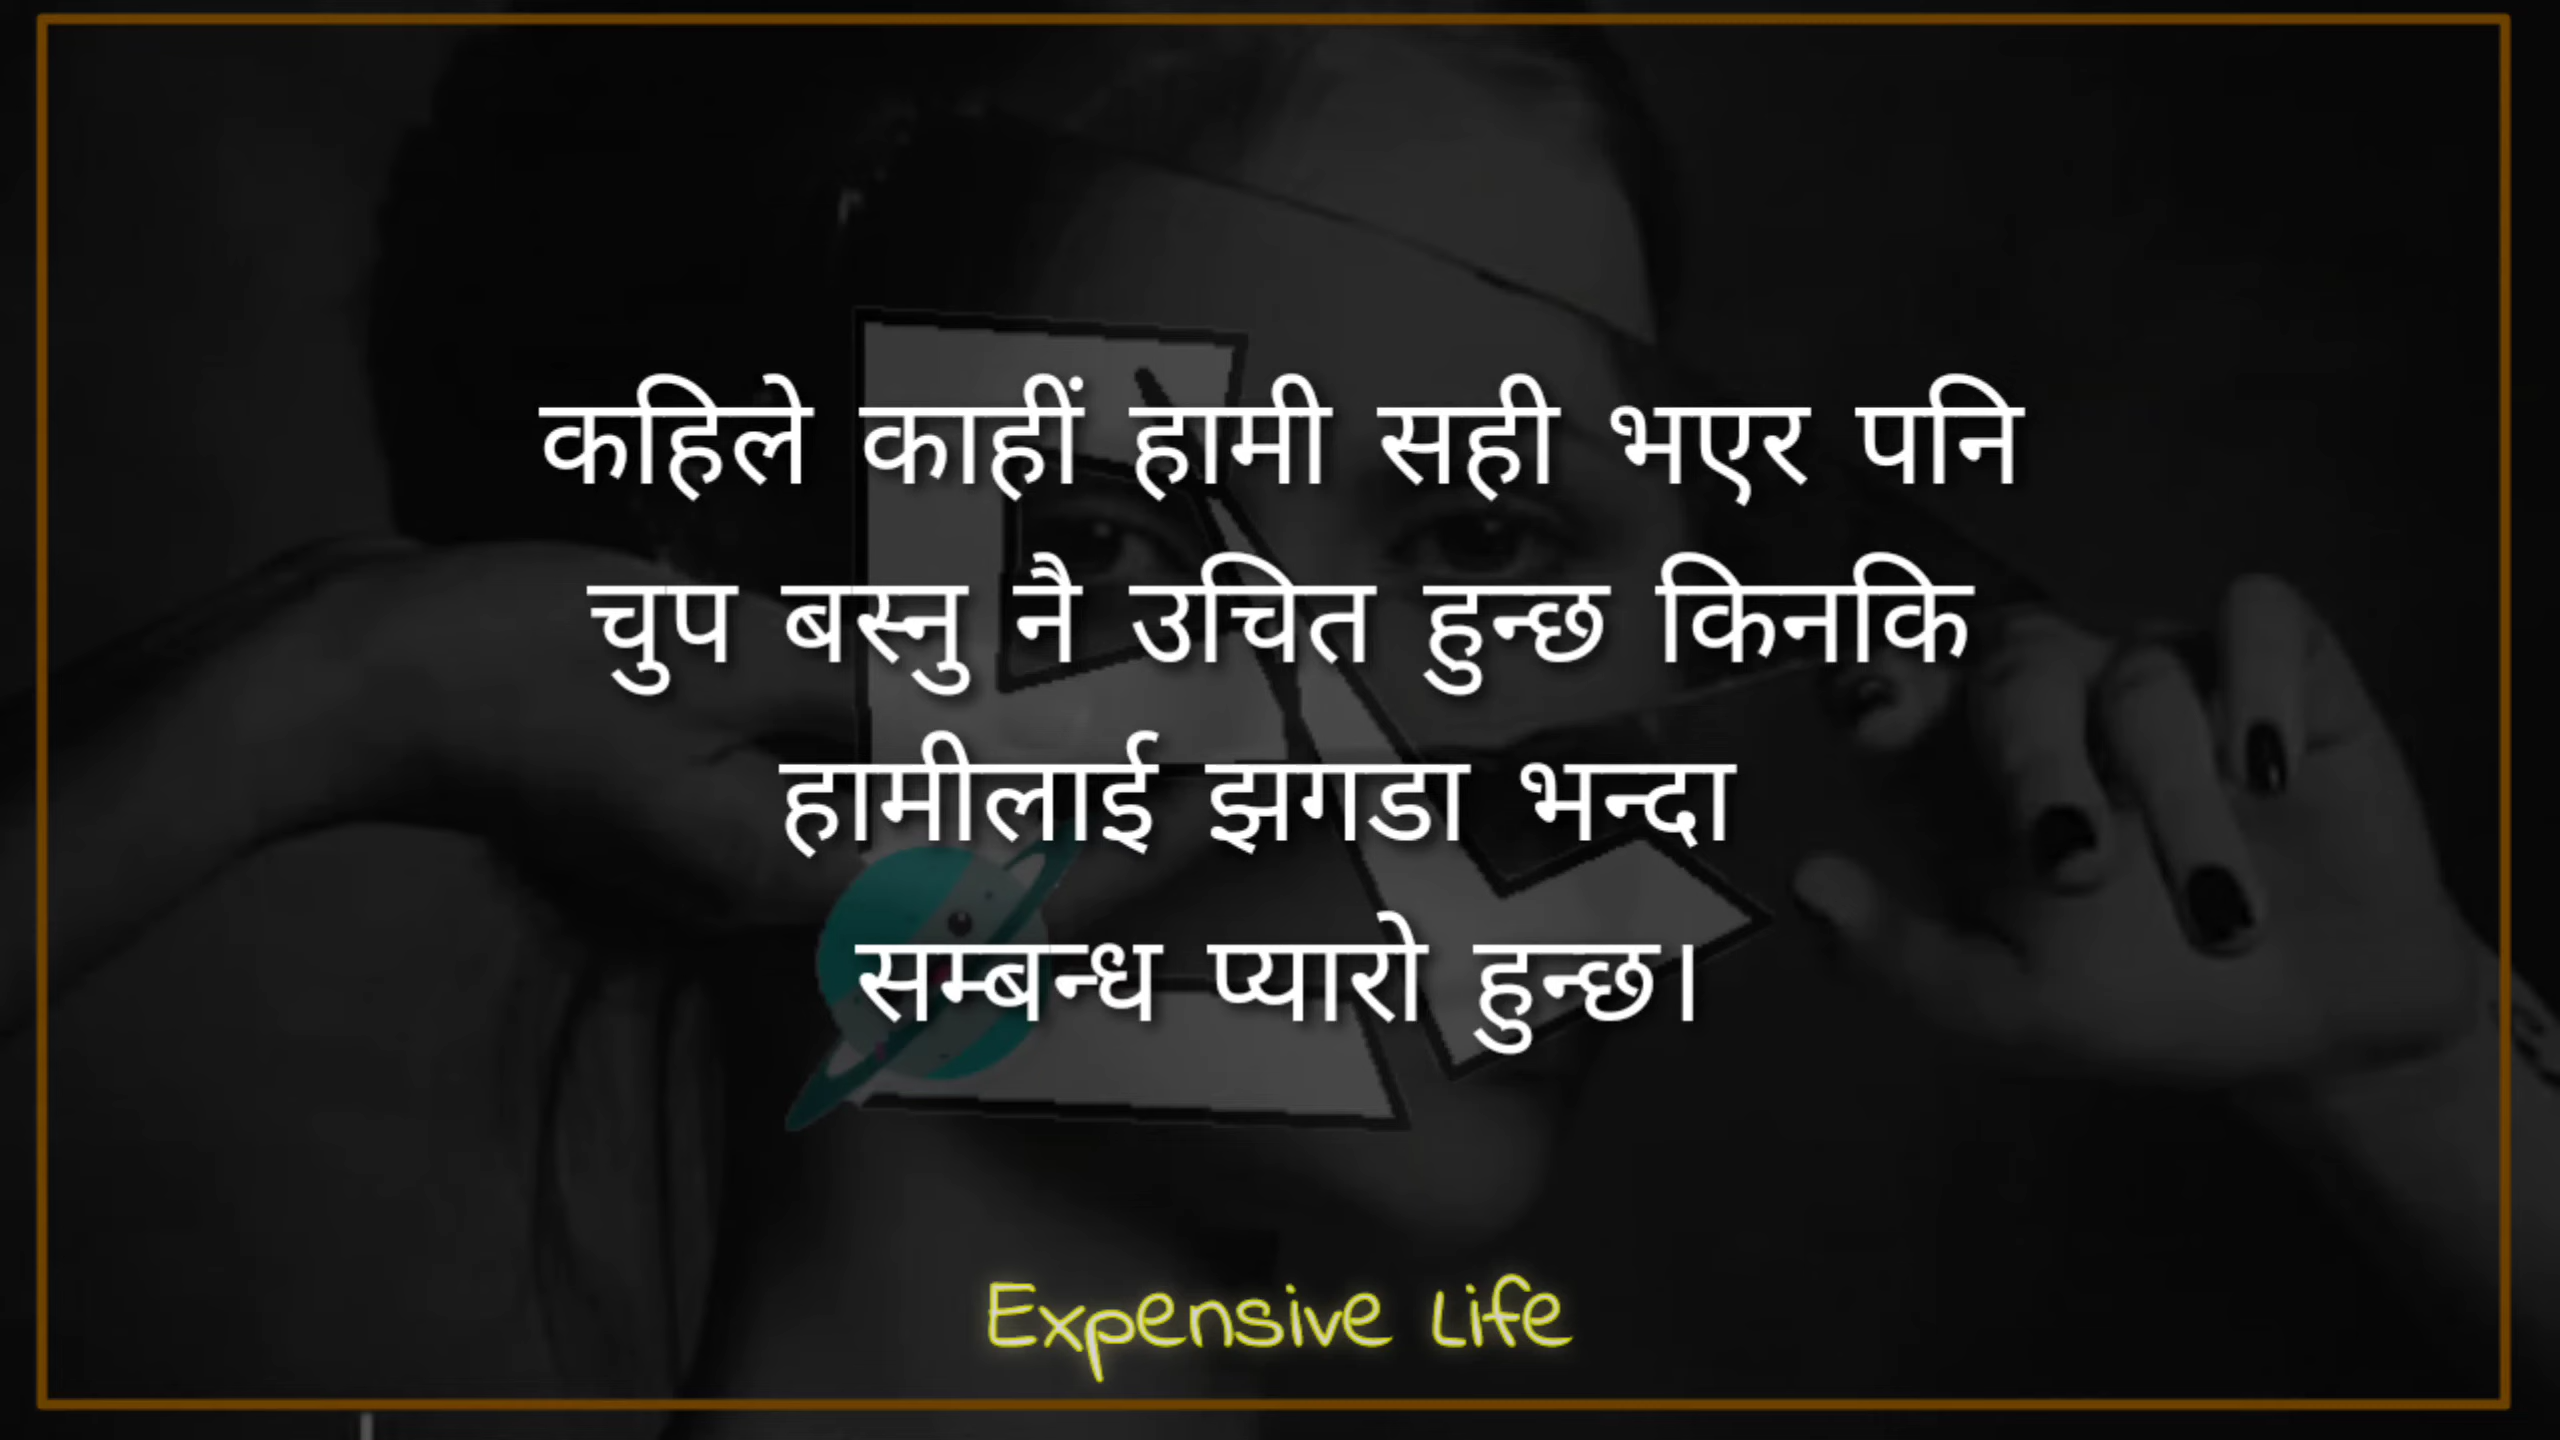 कहिले काहीं हामी सही भएर पनि
चुप बस्नु नै उचित हुन्छ किनकि
हामीलाई झगडा भन्दा
सम्बन्ध प्यारो हुन्छ।
Expensive Life